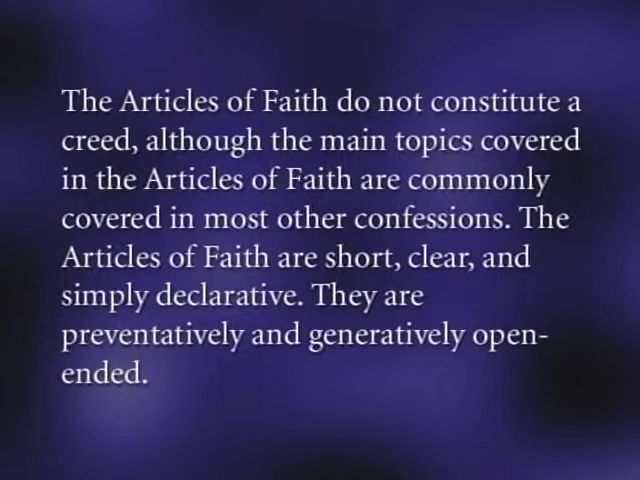 The Articles of Faith do not constitute a
creed, although the main topics covered
in the Articles of Faith are commonly
covered in most other confessions. The
Articles of Faith are short, clear, and
simply declarative. They are
preventatively and generatively open-
ended.